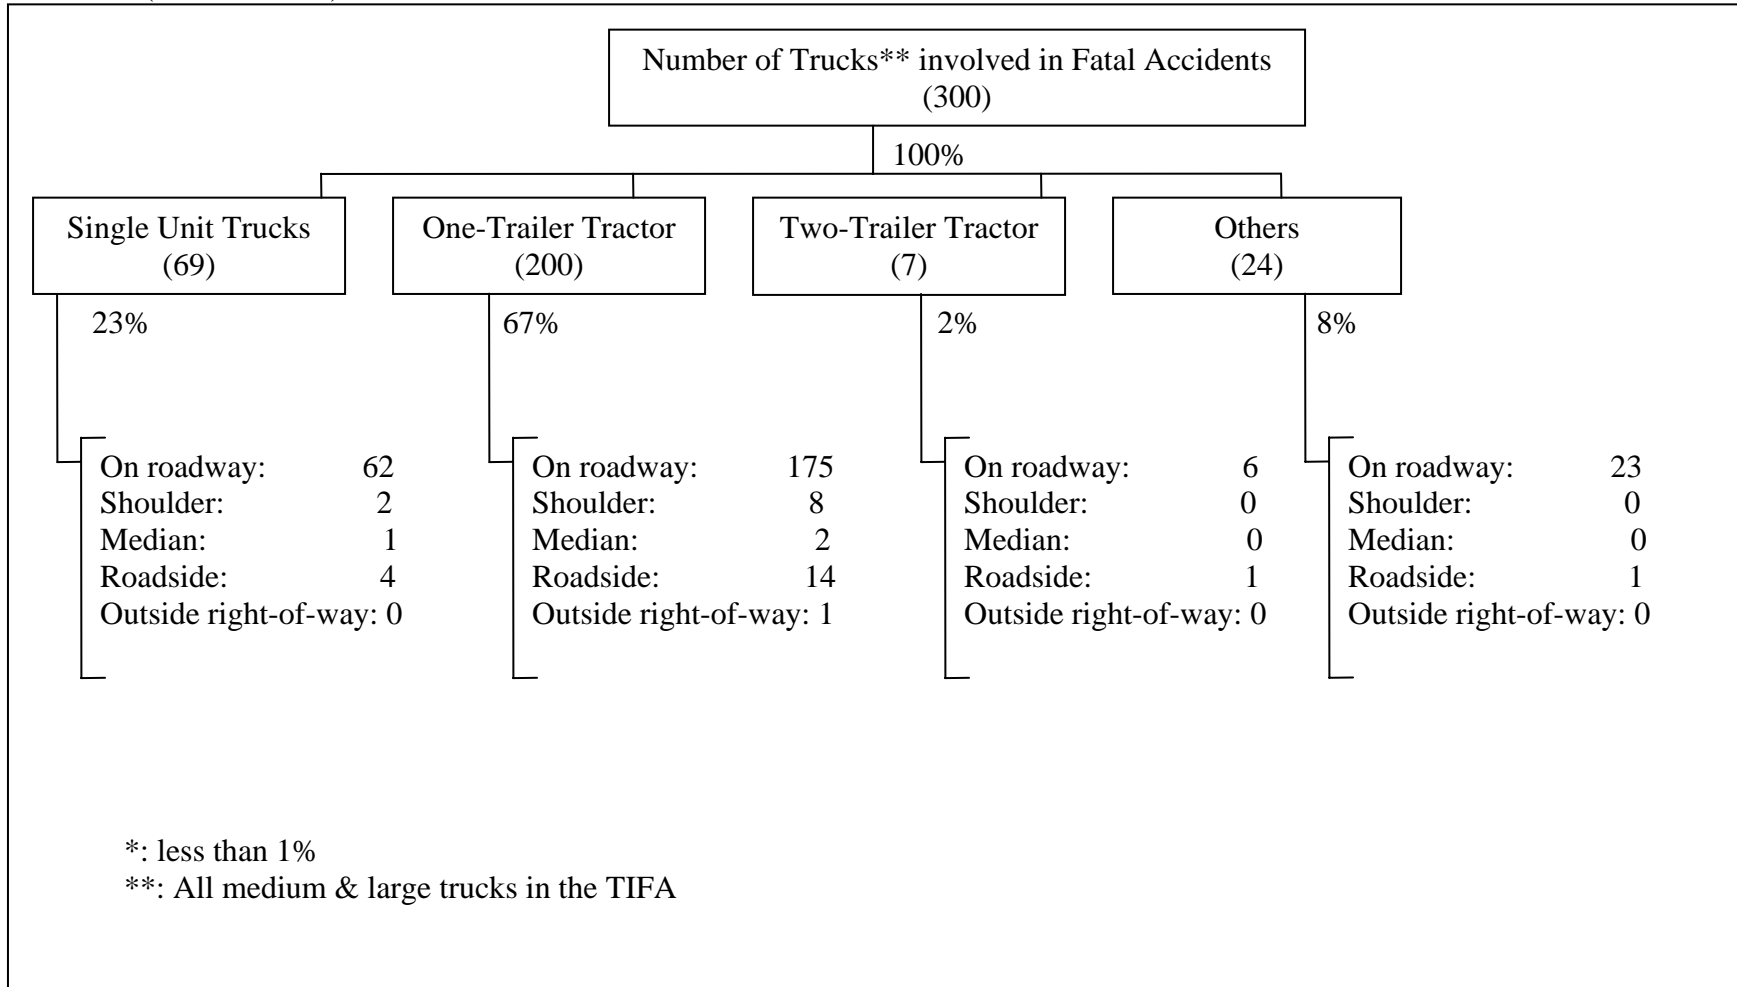 Number of Trucks** involved in Fatal Accidents
(300)
100%
Single Unit Trucks
(69)
One-Trailer Tractor
(200)
Two-Trailer Tractor
(7)
Others
(24)
23%
67%
2%
8%
On roadway: 62
Shoulder: 2
Median: 1
Roadside: 4
Outside right-of-way: 0
On roadway: 175
Shoulder: 8
Median: 2
Roadside: 14
Outside right-of-way: 1
On roadway: 6
Shoulder: 0
Median: 0
Roadside: 1
Outside right-of-way: 0
On roadway: 23
Shoulder: 0
Median: 0
Roadside: 1
Outside right-of-way: 0
*: less than 1%
**: All medium & large trucks in the TIFA